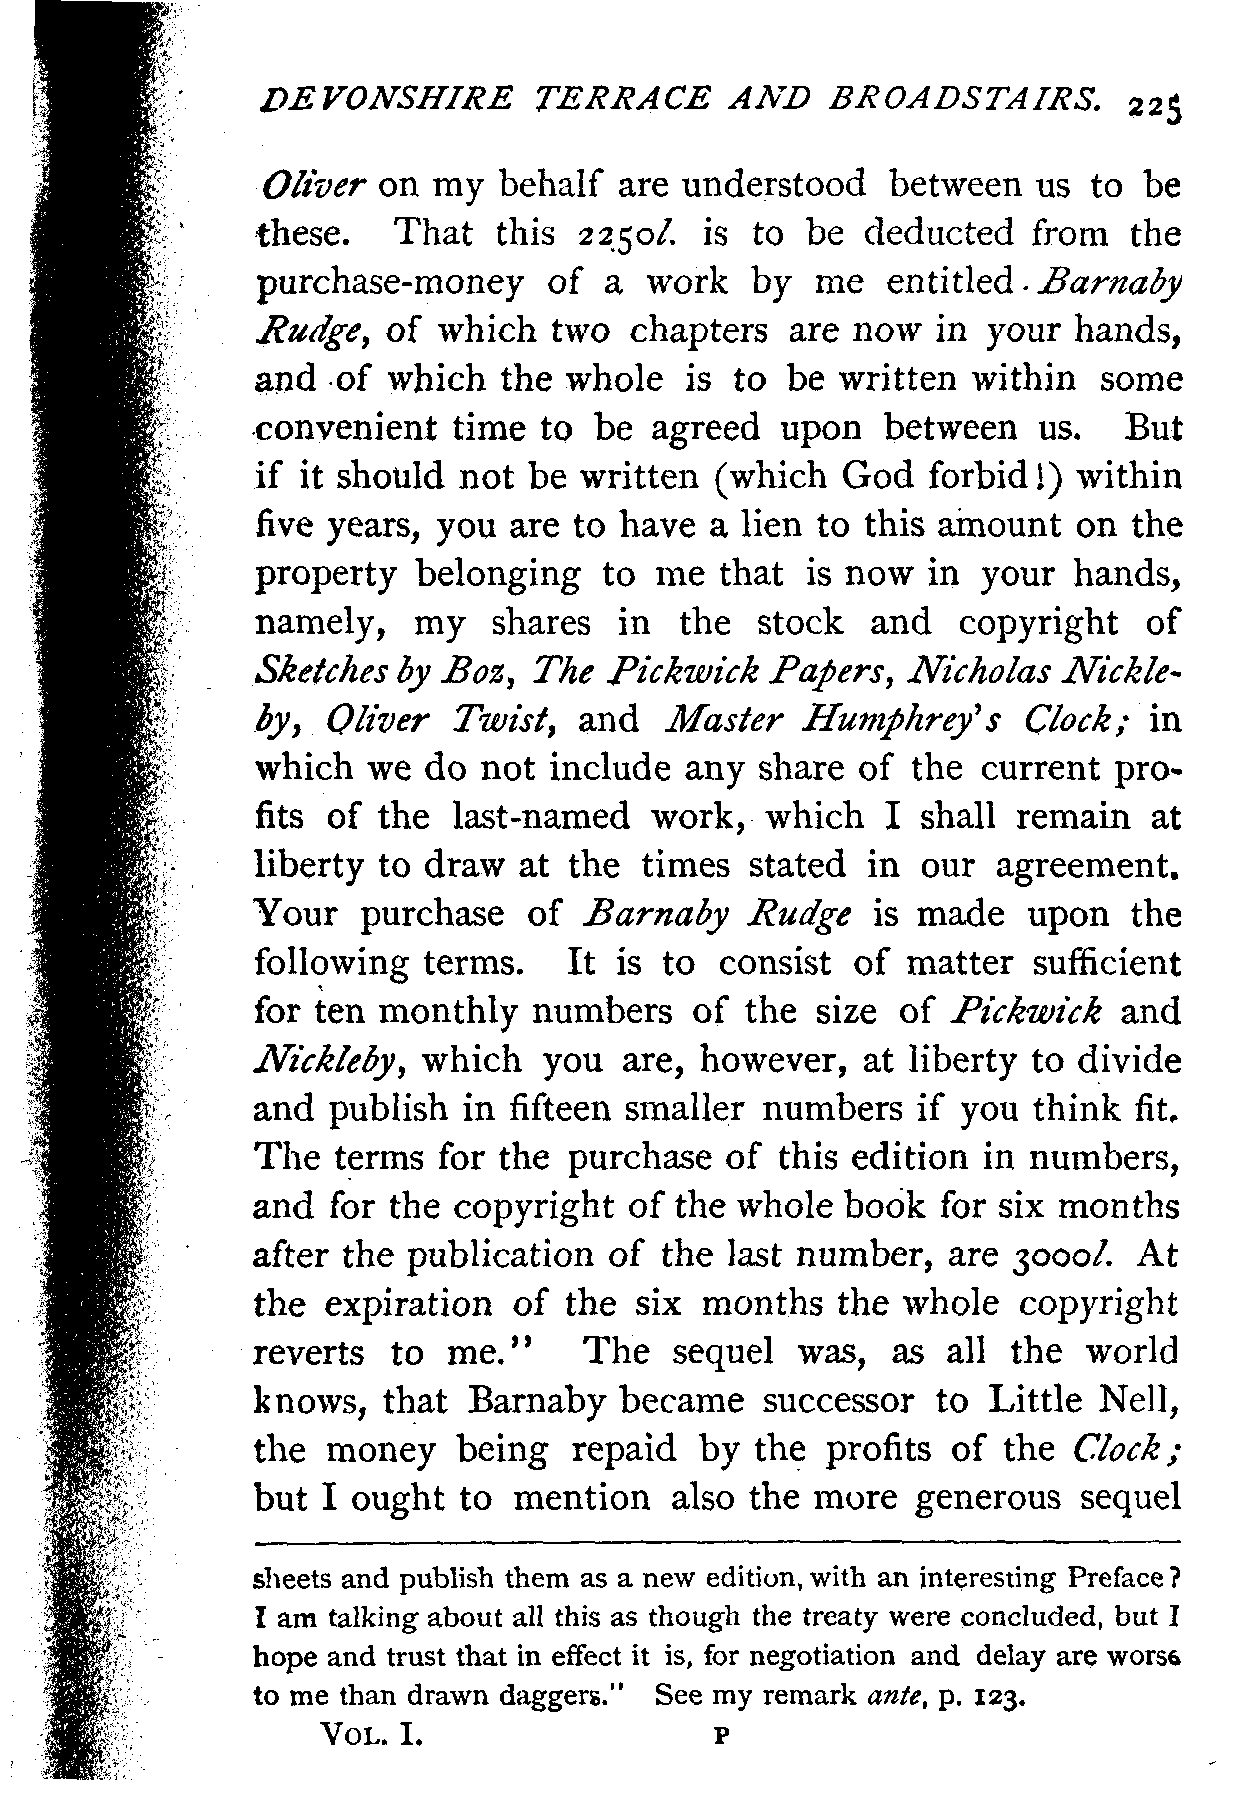 DEVONSHIRE TERRACE AND BROADSTAIRS. 225
Oliver on my behalf are understood between us to be
these. That this 2250l. is to be deducted from the
purchase-money of a work by me entitled Barnaby
Rudge, of which two chapters are now in your hands,
and of which the whole is to be written within some
convenient time to be agreed upon between us. But
if it should not be written (which God forbid!) within
five years, you are to have a lien to this amount on the
property belonging to me that is now in your hands,
namely, my shares in the stock and copyright of
Sketches by Boz, The Pickwick Papers, Nicholas Nickle-
by, Oliver Twist, and Master Humphrey's Clock; in
which we do not include any share of the current pro-
fits of the last-named work, which I shall remain at
liberty to draw at the times stated in our agreement.
Your purchase of Barnaby Rudge is made upon the
following terms. It is to consist of matter sufficient
for ten monthly numbers of the size of Pickwick and
Nickleby, which you are, however, at liberty to divide
and publish in fifteen smaller numbers if you think fit.
The terms for the purchase of this edition in numbers,
and for the copyright of the whole book for six months
after the publication of the last number, are 3000l. At
the expiration of the six months the whole copyright
reverts to me." The sequel was, as all the world
knows, that Barnaby became successor to Little Nell,
the money being repaid by the profits of the Clock;
but I ought to mention also the more generous sequel
sheets and publish them as a new edition, with an interesting Preface?
I am talking about all this as though the treaty were concluded, but I
hope and trust that in effect it is, for negotiation and delay are worse
to me than drawn daggers." See my remark ante, p. 123.
VOL. I. P